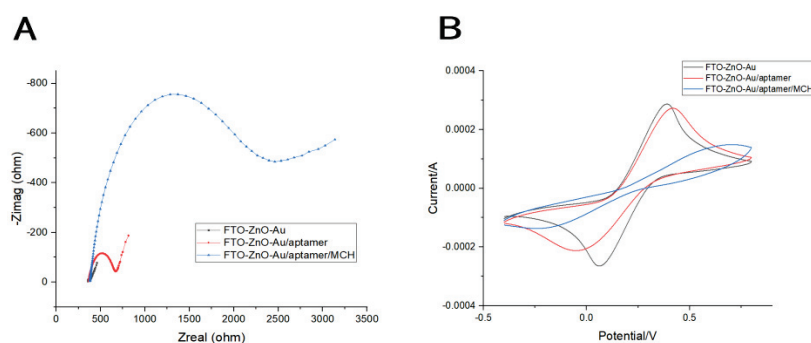 A
-Zimag (ohm)
-800
-600
-400
-200
0
FTO-ZnO-Au
FTO-ZnO-Au/aptamer
FTO-ZnO-Au/aptamer/MCH
0 500 1000 1500 2000 2500 3000 3500
Zreal (ohm)
B
Current/A
0.0004
0.0002
0.0000
-0.0002
-0.0004
FTO-ZnO-Au
FTO-ZnO-Au/aptamer
FTO-ZnO-Au/aptamer/MCH
-0.5 0.0 0.5
Potential/V